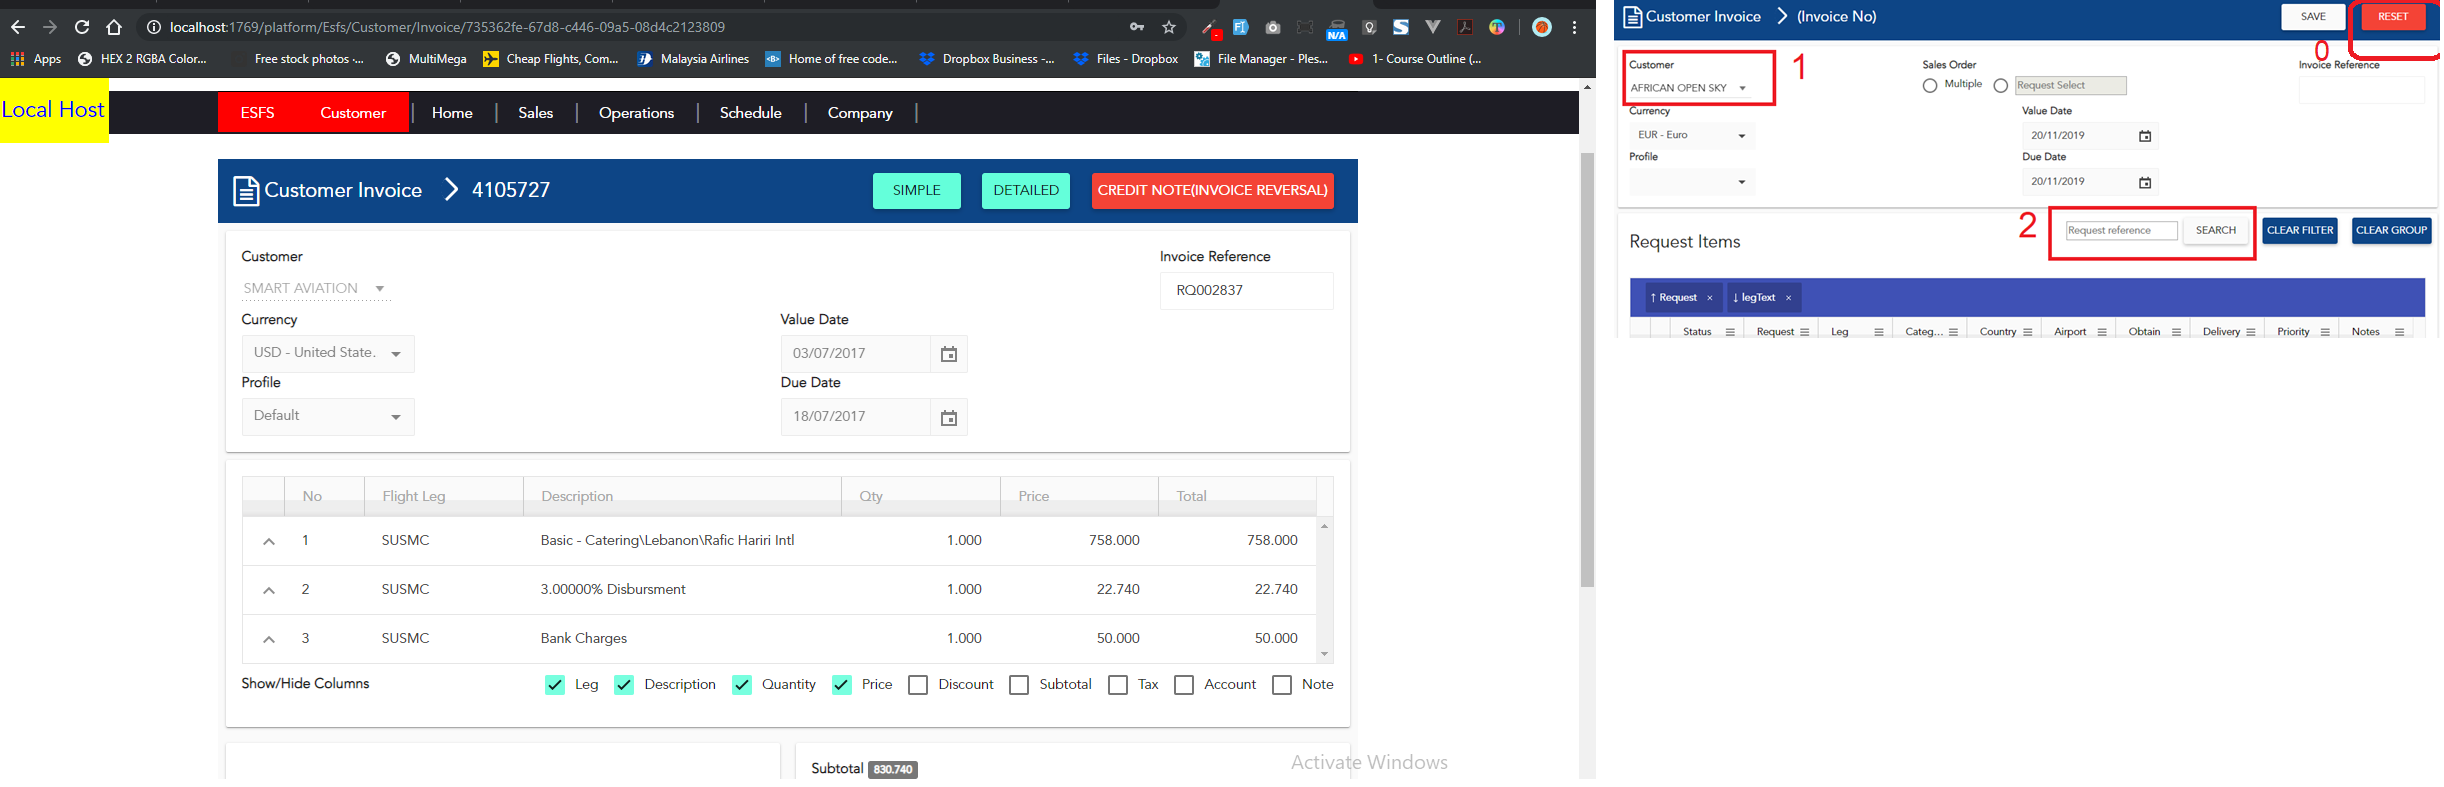 localhost:1769/platform/Esfs/Customer/Invoice/735362fe-67d8-c446-09a5-08d4c2123809
N/A
Apps HEX 2 RGBA Color... Free stock photos ·... MultiMega Cheap Flights, Com... Malaysia Airlines Home of free code... Dropbox Business -... Files - Dropbox File Manager - Ples... 1- Course Outline (...
Local Host
ESFS Customer Home Sales Operations Schedule Company
Customer Invoice 4105727 SIMPLE DETAILED CREDIT NOTE(INVOICE REVERSAL)
Customer Invoice Reference
SMART AVIATION RQ002837
Currency Value Date
USD - United State. 03/07/2017
Profile Due Date
Default 18/07/2017
No Flight Leg Description Qty Price Total
1 SUSMC Basic - Catering\Lebanon\Rafic Hariri Intl 1.000 758.000 758.000
2 SUSMC 3.00000% Disbursment 1.000 22.740 22.740
3 SUSMC Bank Charges 1.000 50.000 50.000
Show/Hide Columns Leg Description Quantity Price Discount Subtotal Tax Account Note
Subtotal 830.740
Activate Windows
Customer Invoice (Invoice No) SAVE RESET
0
Customer 1 Sales Order Invoice Reference
AFRICAN OPEN SKY Multiple Request Select
Currency Value Date
EUR - Euro 20/11/2019
Profile Due Date
20/11/2019
2 Request reference SEARCH CLEAR FILTER CLEAR GROUP
Request Items
↑ Request × ↓ legText ×
Status Request Leg Categ... Country Airport Obtain Delivery Priority Notes